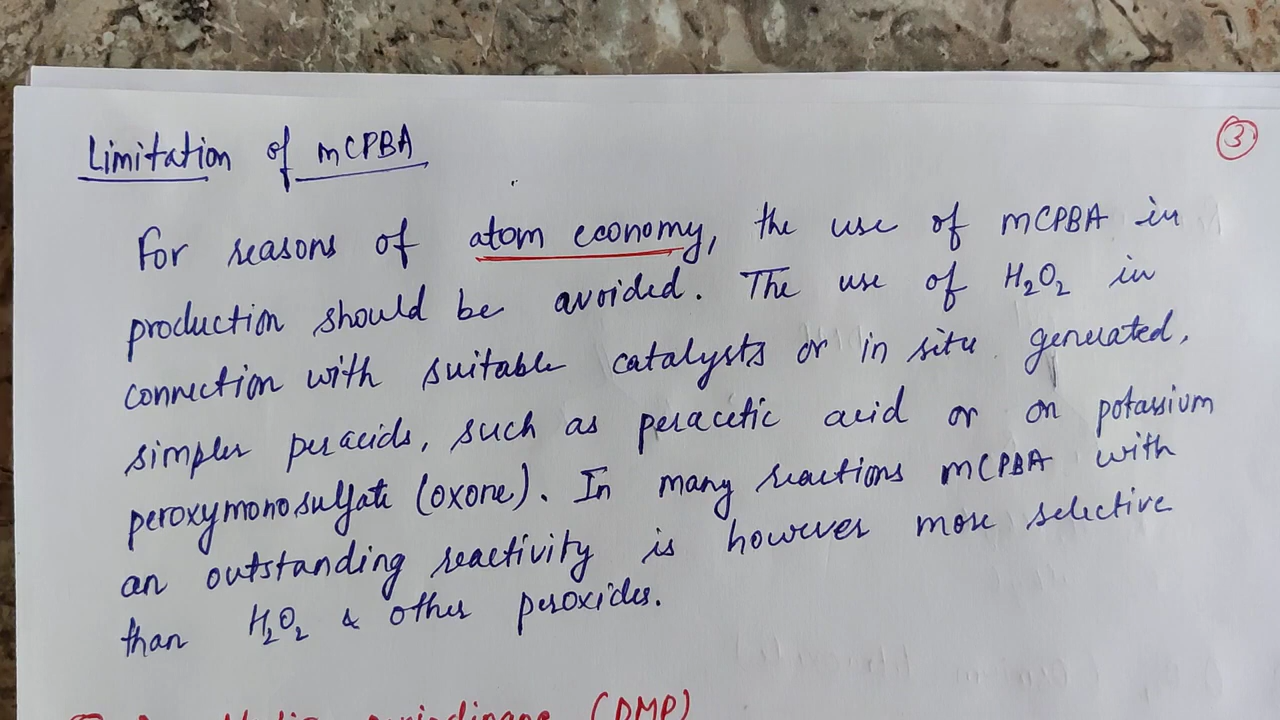 3
Limitation of mCPBA
For reasons of atom economy, the use of mCPBA in
production should be avoided. The use of H₂O₂ in
connection with suitable catalysts or in situ generated,
simpler peracids, such as peracetic acid or on potassium
peroxymonosulfate (oxone). In many reactions mCPBA with
an outstanding reactivity is however more selective
than H₂O₂ & other peroxides.
(DMP)